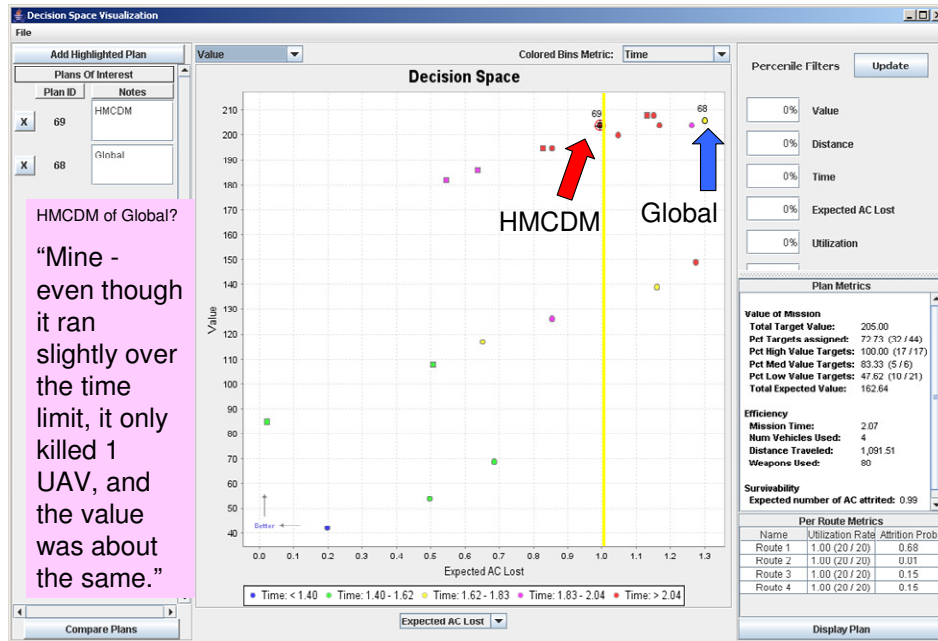 Decision Space Visualization
File
Add Highlighted Plan
Plans Of Interest
Plan ID Notes
X 69 HMCDM
X 68 Global
HMCDM of Global?
“Mine -
even though
it ran
slightly over
the time
limit, it only
killed 1
UAV, and
the value
was about
the same.”
Compare Plans
Value
Colored Bins Metric: Time
Decision Space
210
200
190
180
170
160
150
140
130
120
110
100
90
80
70
60
50
40
Value
69
68
HMCDM
Global
Better
0.0 0.1 0.2 0.3 0.4 0.5 0.6 0.7 0.8 0.9 1.0 1.1 1.2 1.3
Expected AC Lost
Time: < 1.40 Time: 1.40 - 1.62 Time: 1.62 - 1.83 Time: 1.83 - 2.04 Time: > 2.04
Expected AC Lost
Percenile Filters Update
0% Value
0% Distance
0% Time
0% Expected AC Lost
0% Utilization
Plan Metrics
Value of Mission
Total Target Value: 205.00
Pct Targets assigned: 72.73 (32 / 44)
Pct High Value Targets: 100.00 (17 / 17)
Pct Med Value Targets: 83.33 (5 / 6)
Pct Low Value Targets: 47.62 (10 / 21)
Total Expected Value: 162.64
Efficiency
Mission Time: 2.07
Num Vehicles Used: 4
Distance Traveled: 1,091.51
Weapons Used: 80
Survivability
Expected number of AC attrited: 0.99
Per Route Metrics
Name Utilization Rate Attrition Prob
Route 1 1.00 (20 / 20) 0.68
Route 2 1.00 (20 / 20) 0.01
Route 3 1.00 (20 / 20) 0.15
Route 4 1.00 (20 / 20) 0.15
Display Plan